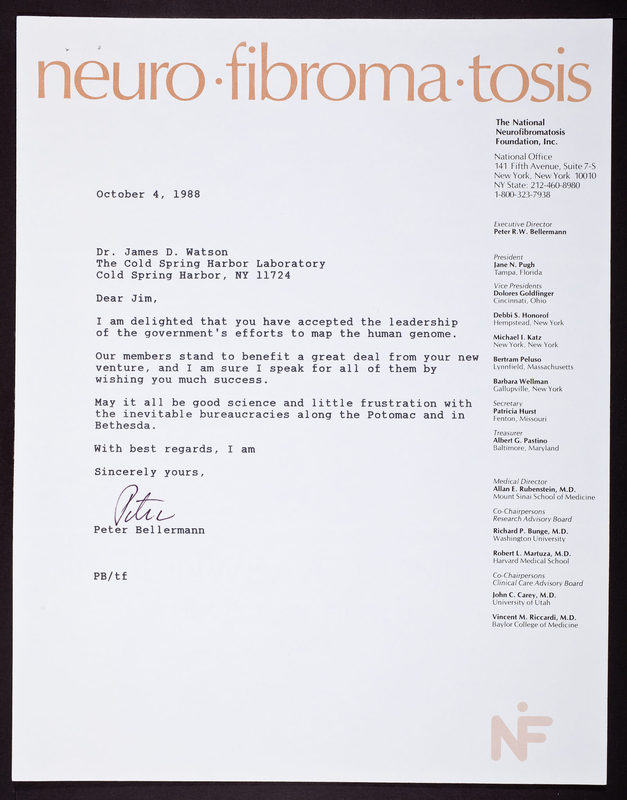 neuro·fibroma·tosis
The National
Neurofibromatosis
Foundation, Inc.
National Office
141 Fifth Avenue, Suite 7-S
New York, New York 10010
NY State: 212-460-8980
1-800-323-7938
Executive Director
Peter R.W. Bellermann
President
Jane N. Pugh
Tampa, Florida
Vice Presidents
Dolores Goldfinger
Cincinnati, Ohio
Debbi S. Honorof
Hempstead, New York
Michael I. Katz
New York, New York
Bertram Peluso
Lynnfield, Massachusetts
Barbara Wellman
Gallupville, New York
Secretary
Patricia Hurst
Fenton, Missouri
Treasurer
Albert G. Pastino
Baltimore, Maryland
Medical Director
Allan E. Rubenstein, M.D.
Mount Sinai School of Medicine
Co-Chairpersons
Research Advisory Board
Richard P. Bunge, M.D.
Washington University
Robert L. Martuza, M.D.
Harvard Medical School
Co-Chairpersons
Clinical Care Advisory Board
John C. Carey, M.D.
University of Utah
Vincent M. Riccardi, M.D.
Baylor College of Medicine
October 4, 1988
Dr. James D. Watson
The Cold Spring Harbor Laboratory
Cold Spring Harbor, NY 11724
Dear Jim,
I am delighted that you have accepted the leadership
of the government's efforts to map the human genome.
Our members stand to benefit a great deal from your new
venture, and I am sure I speak for all of them by
wishing you much success.
May it all be good science and little frustration with
the inevitable bureaucracies along the Potomac and in
Bethesda.
With best regards, I am
Sincerely yours,
Peter
Peter Bellermann
PB/tf
NF